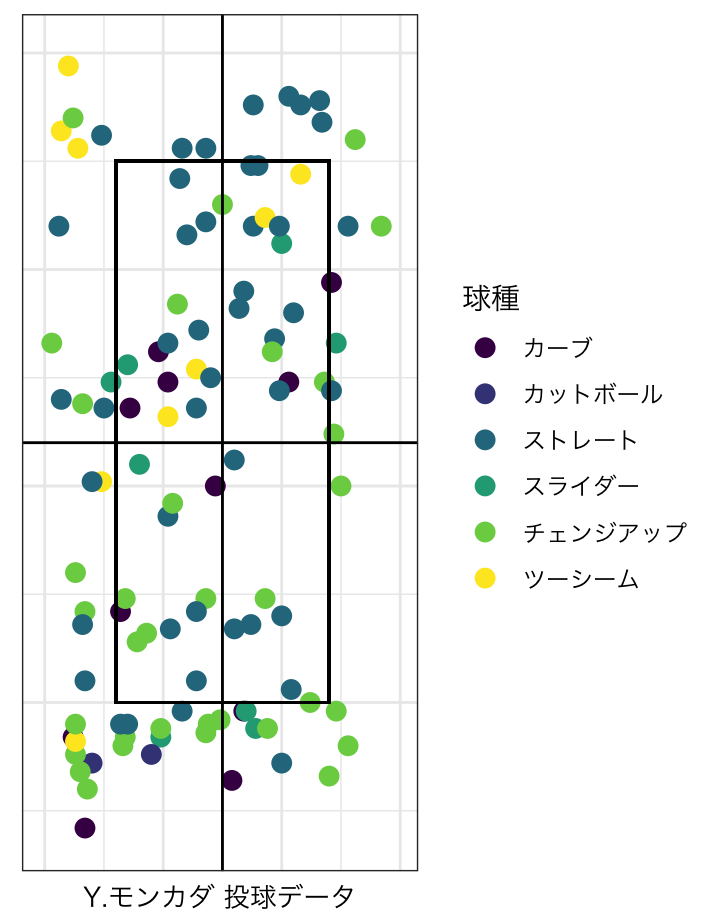 球種
カーブ
カットボール
ストレート
スライダー
チェンジアップ
ツーシーム
Y.モンカダ 投球データ